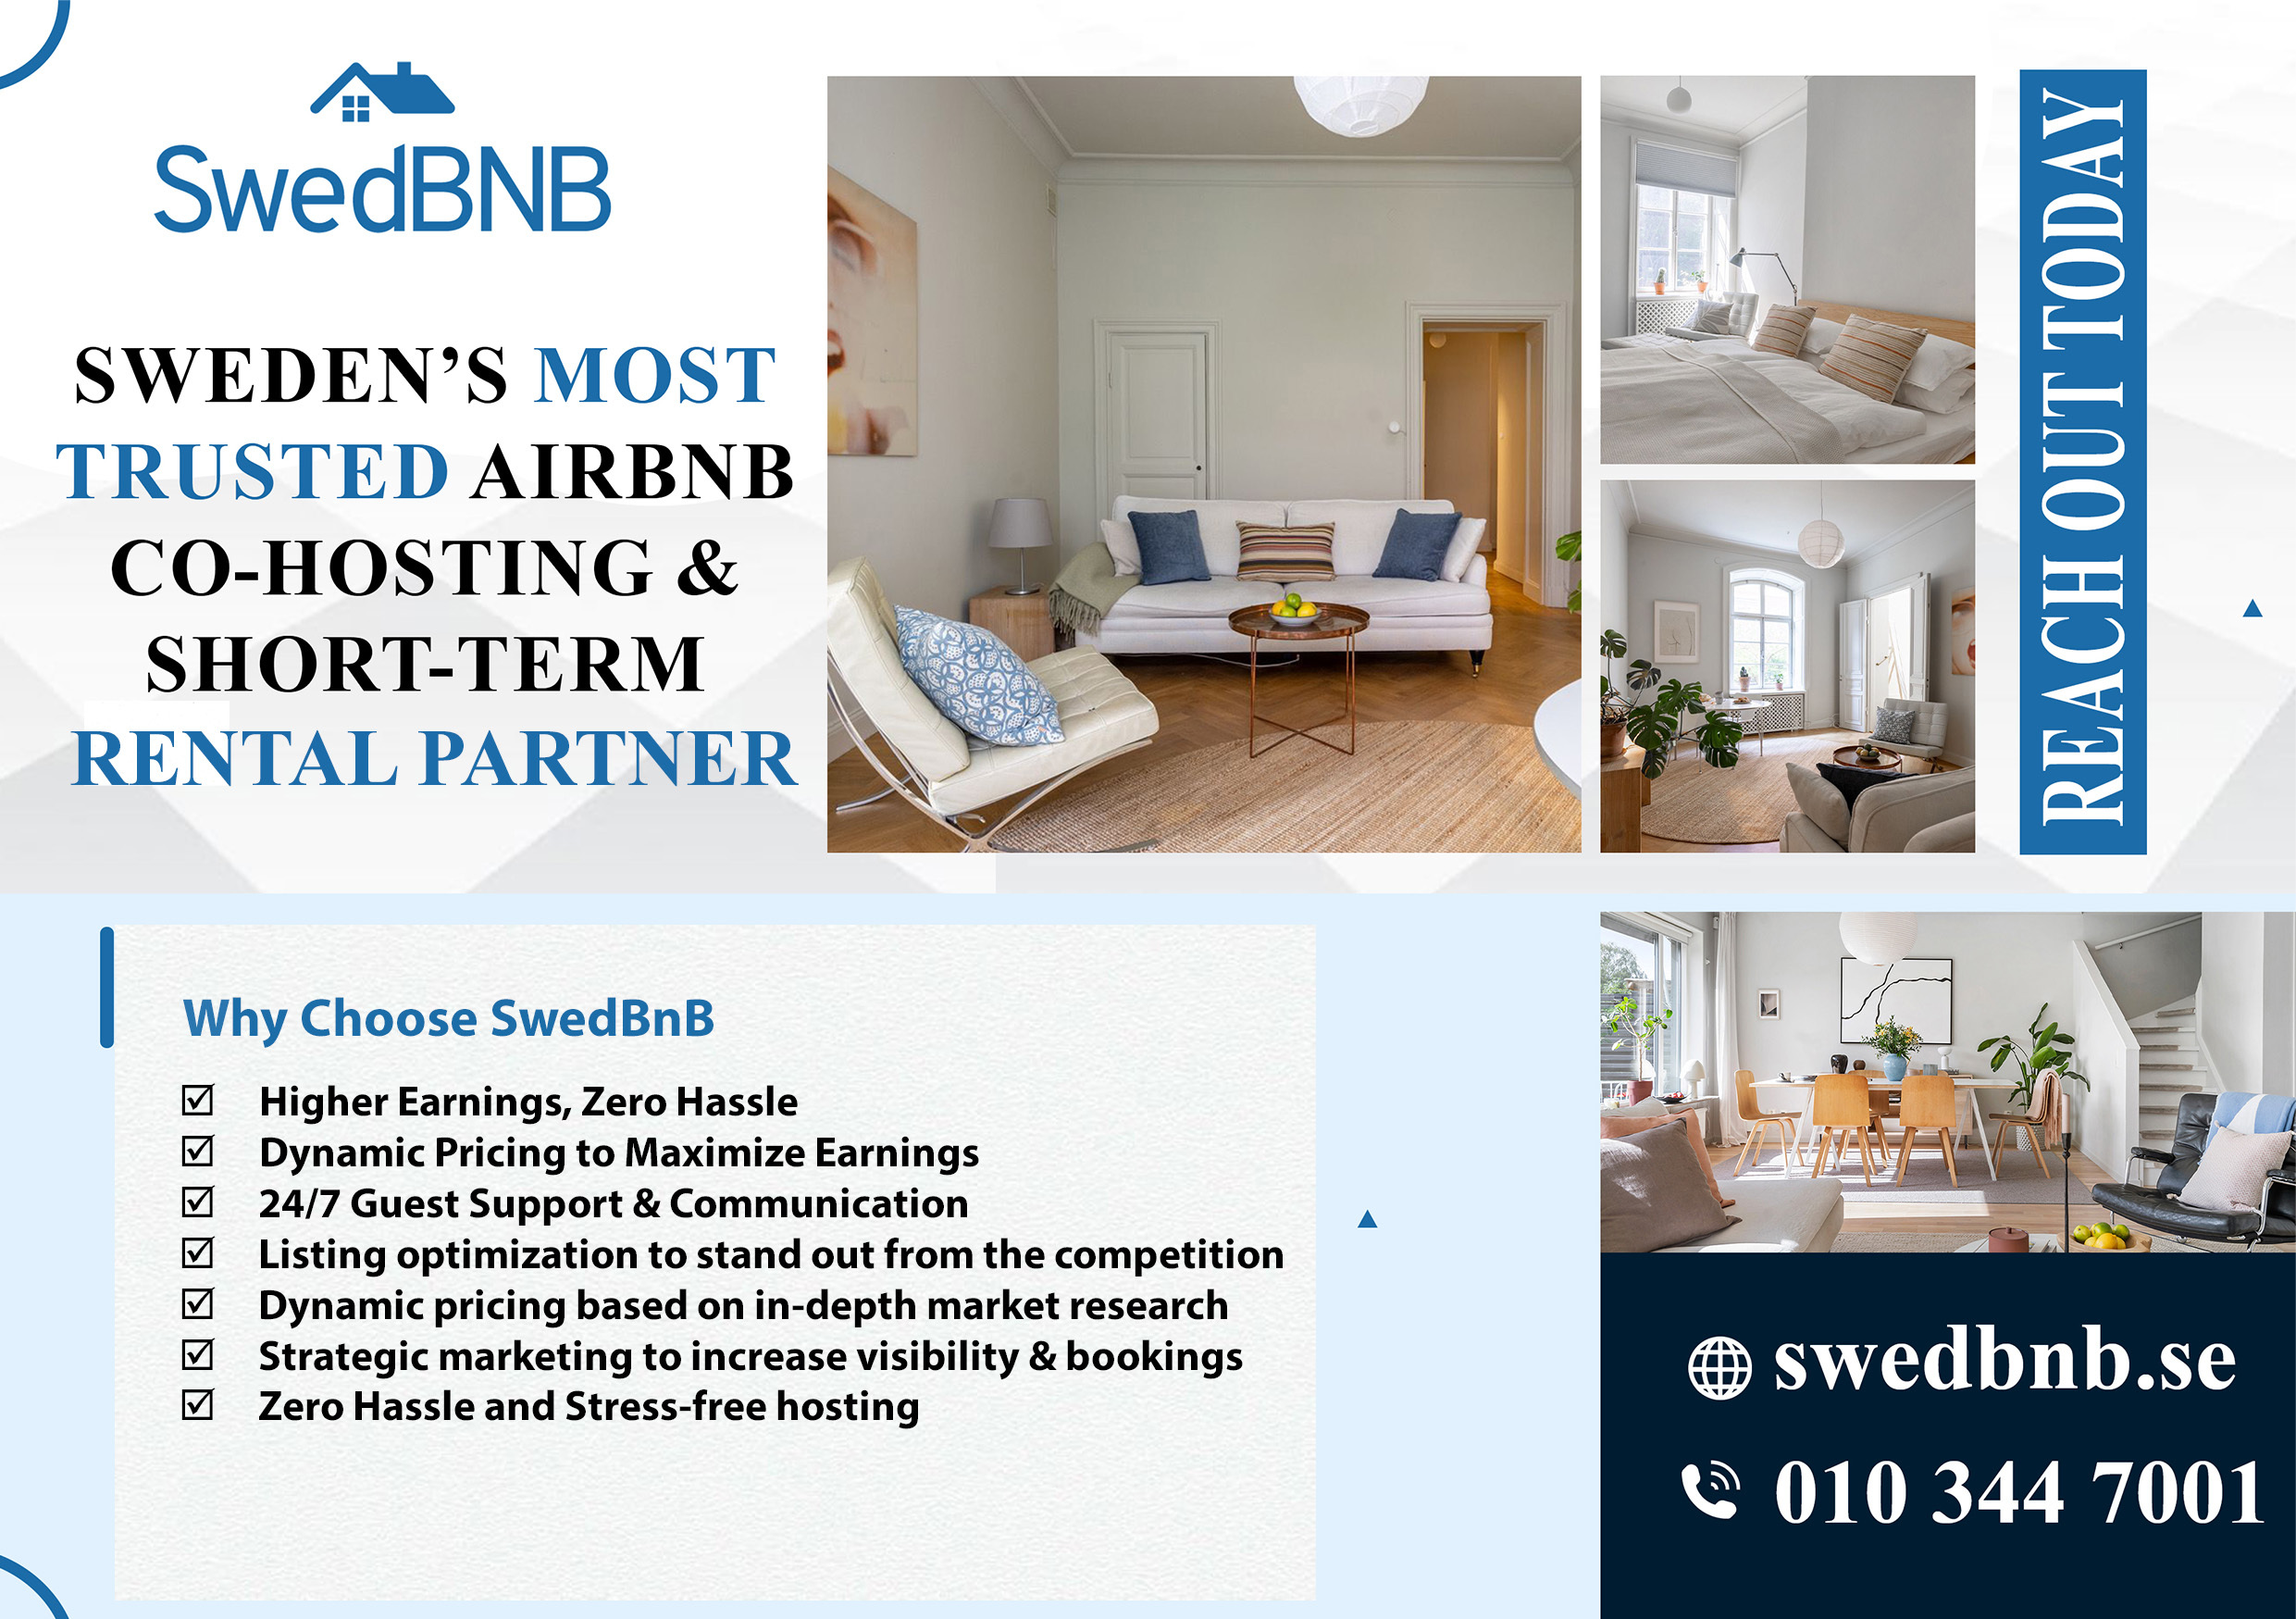 SwedBNB
SWEDEN’S MOST
TRUSTED AIRBNB
CO-HOSTING &
SHORT-TERM
RENTAL PARTNER
REACH OUT TODAY
Why Choose SwedBnB
Higher Earnings, Zero Hassle
Dynamic Pricing to Maximize Earnings
24/7 Guest Support & Communication
Listing optimization to stand out from the competition
Dynamic pricing based on in-depth market research
Strategic marketing to increase visibility & bookings
Zero Hassle and Stress-free hosting
swedbnb.se
010 344 7001